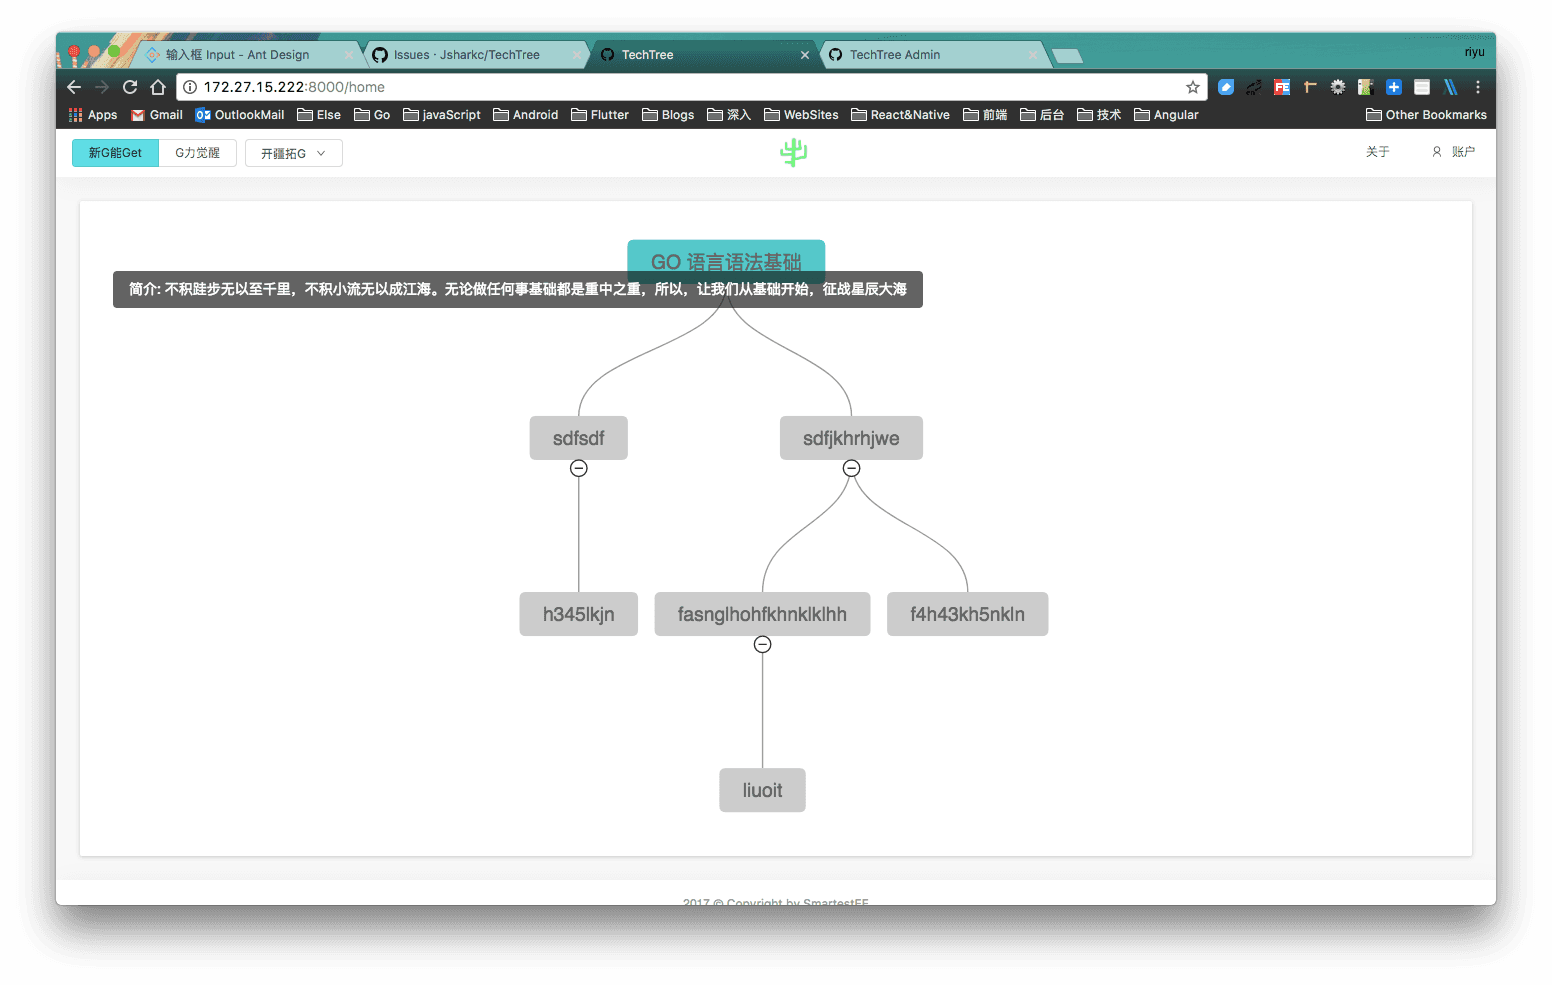 输入框 Input - Ant Design
Issues · Jsharkc/TechTree
TechTree
TechTree Admin
riyu
172.27.15.222:8000/home
FE
Apps
Gmail
OutlookMail
Else
Go
javaScript
Android
Flutter
Blogs
深入
WebSites
React&Native
前端
后台
技术
Angular
Other Bookmarks
新G能Get
G力觉醒
开疆拓G
关于
账户
GO 语言语法基础
简介: 不积跬步无以至千里，不积小流无以成江海。无论做任何事基础都是重中之重，所以，让我们从基础开始，征战星辰大海
sdfsdf
sdfjkhrhjwe
h345lkjn
fasnglhohfkhnklklhh
f4h43kh5nkln
liuoit
2017 © Copyright by SmartestEE